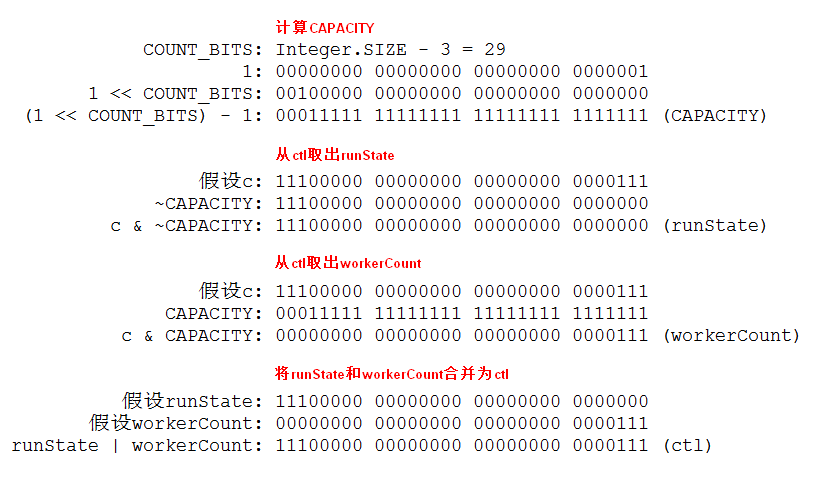 计算CAPACITY
COUNT_BITS: Integer.SIZE - 3 = 29
1: 00000000 00000000 00000000 0000001
1 << COUNT_BITS: 00100000 00000000 00000000 0000000
(1 << COUNT_BITS) - 1: 00011111 11111111 11111111 1111111 (CAPACITY)
从ctl取出runState
假设c: 11100000 00000000 00000000 0000111
~CAPACITY: 11100000 00000000 00000000 0000000
c & ~CAPACITY: 11100000 00000000 00000000 0000000 (runState)
从ctl取出workerCount
假设c: 11100000 00000000 00000000 0000111
CAPACITY: 00011111 11111111 11111111 1111111
c & CAPACITY: 00000000 00000000 00000000 0000111 (workerCount)
将runState和workerCount合并为ctl
假设runState: 11100000 00000000 00000000 0000000
假设workerCount: 00000000 00000000 00000000 0000111
runState | workerCount: 11100000 00000000 00000000 0000111 (ctl)